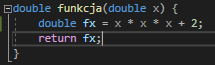 double funkcja(double x) {
double fx = x * x * x + 2;
return fx;
}